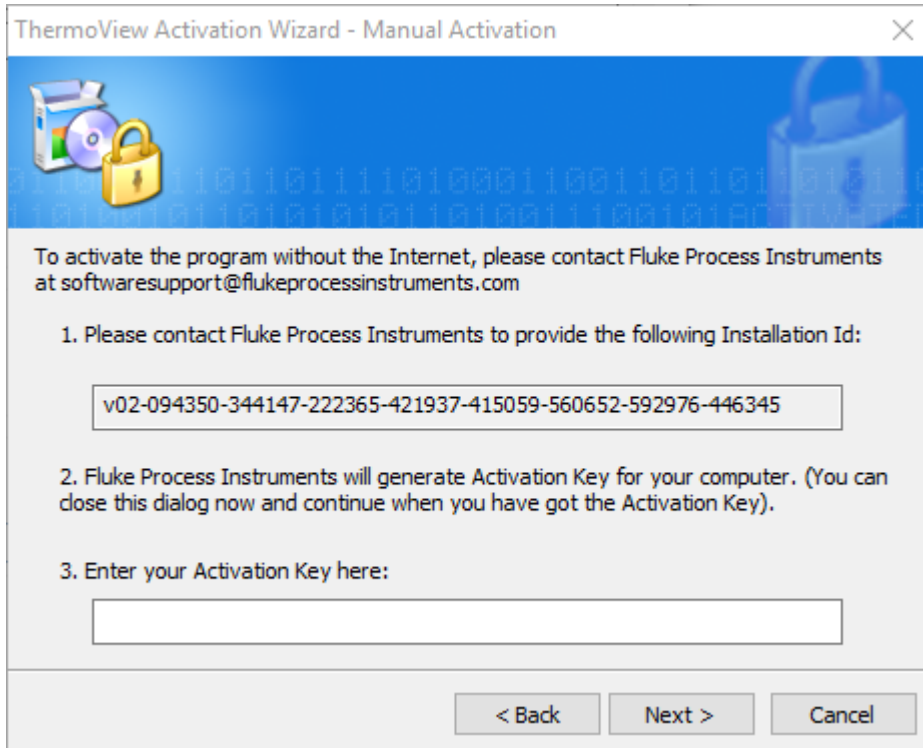 ThermoView Activation Wizard - Manual Activation
To activate the program without the Internet, please contact Fluke Process Instruments
at softwaresupport@flukeprocessinstruments.com
1. Please contact Fluke Process Instruments to provide the following Installation Id:
v02-094350-344147-222365-421937-415059-560652-592976-446345
2. Fluke Process Instruments will generate Activation Key for your computer. (You can
close this dialog now and continue when you have got the Activation Key).
3. Enter your Activation Key here:
< Back
Next >
Cancel